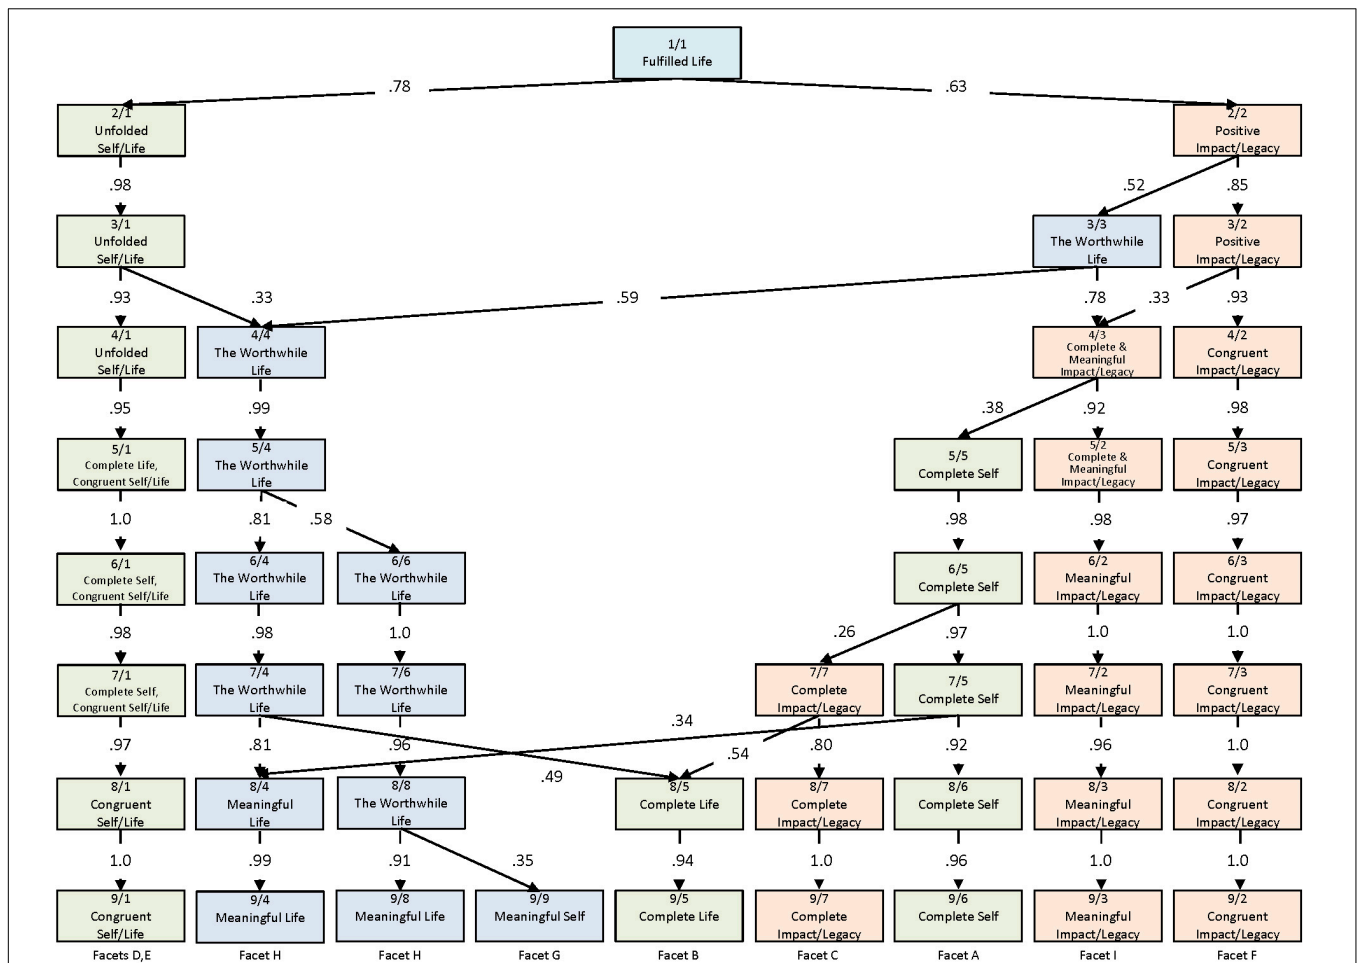 1/1
Fulfilled Life
.78
.63
2/1
Unfolded
Self/Life
2/2
Positive
Impact/Legacy
.98
.52
.85
3/1
Unfolded
Self/Life
3/3
The Worthwhile
Life
3/2
Positive
Impact/Legacy
.93
.33
.59
.78
.33
.93
4/1
Unfolded
Self/Life
4/4
The Worthwhile
Life
4/3
Complete &
Meaningful
Impact/Legacy
4/2
Congruent
Impact/Legacy
.95
.99
.38
.92
.98
5/1
Complete Life,
Congruent Self/Life
5/4
The Worthwhile
Life
5/5
Complete Self
5/2
Complete &
Meaningful
Impact/Legacy
5/3
Congruent
Impact/Legacy
1.0
.81
.58
.98
.98
.97
6/1
Complete Self,
Congruent Self/Life
6/4
The Worthwhile
Life
6/6
The Worthwhile
Life
6/5
Complete Self
6/2
Meaningful
Impact/Legacy
6/3
Congruent
Impact/Legacy
.98
.98
1.0
.26
.97
1.0
1.0
7/1
Complete Self,
Congruent Self/Life
7/4
The Worthwhile
Life
7/6
The Worthwhile
Life
7/7
Complete
Impact/Legacy
7/5
Complete Self
7/2
Meaningful
Impact/Legacy
7/3
Congruent
Impact/Legacy
.97
.81
.96
.49
.34
.54
.80
.92
.96
1.0
8/1
Congruent
Self/Life
8/4
Meaningful
Life
8/8
The Worthwhile
Life
8/5
Complete Life
8/7
Complete
Impact/Legacy
8/6
Complete Self
8/3
Meaningful
Impact/Legacy
8/2
Congruent
Impact/Legacy
1.0
.99
.91
.35
.94
1.0
.96
1.0
1.0
9/1
Congruent
Self/Life
9/4
Meaningful Life
9/8
Meaningful Life
9/9
Meaningful Self
9/5
Complete Life
9/7
Complete
Impact/Legacy
9/6
Complete Self
9/3
Meaningful
Impact/Legacy
9/2
Congruent
Impact/Legacy
Facets D,E
Facet H
Facet H
Facet G
Facet B
Facet C
Facet A
Facet I
Facet F